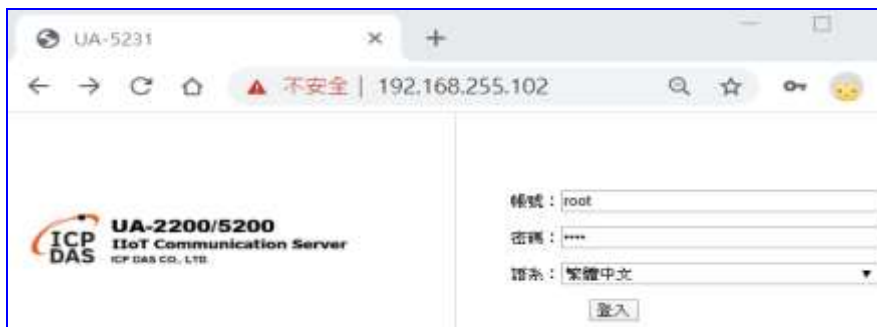 UA-5231
不安全 | 192.168.255.102
ICP DAS
UA-2200/5200
IIoT Communication Server
ICP DAS CO., LTD.
帳號：root
密碼：••••
語系：繁體中文
登入